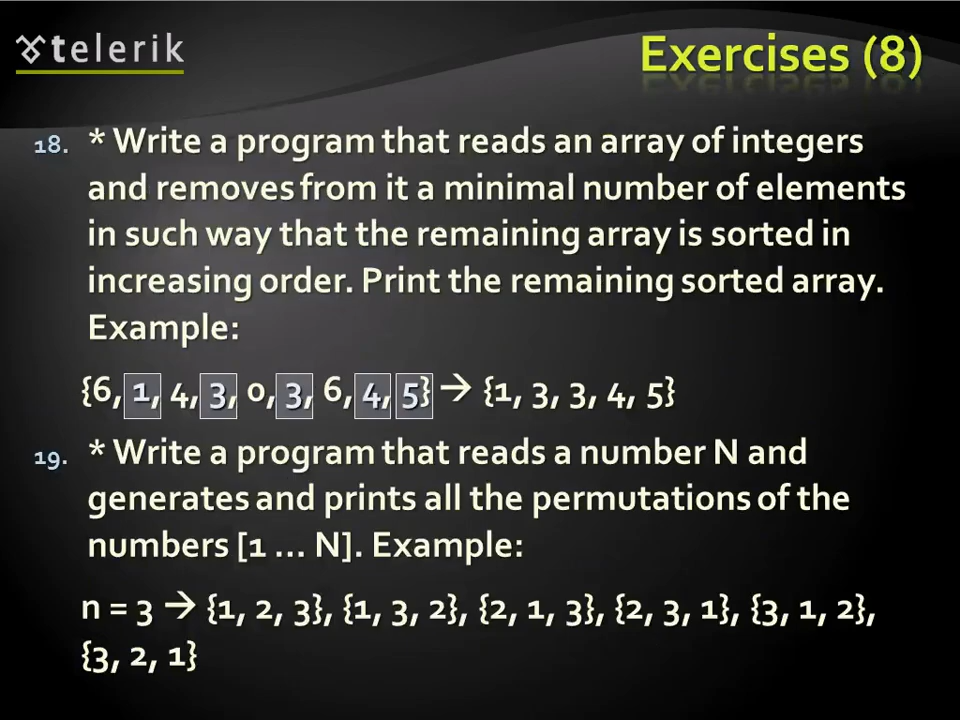 telerik
Exercises (8)
18. * Write a program that reads an array of integers
and removes from it a minimal number of elements
in such way that the remaining array is sorted in
increasing order. Print the remaining sorted array.
Example:
{6, 1, 4, 3, 0, 3, 6, 4, 5} → {1, 3, 3, 4, 5}
19. * Write a program that reads a number N and
generates and prints all the permutations of the
numbers [1 … N]. Example:
n = 3 → {1, 2, 3}, {1, 3, 2}, {2, 1, 3}, {2, 3, 1}, {3, 1, 2},
{3, 2, 1}